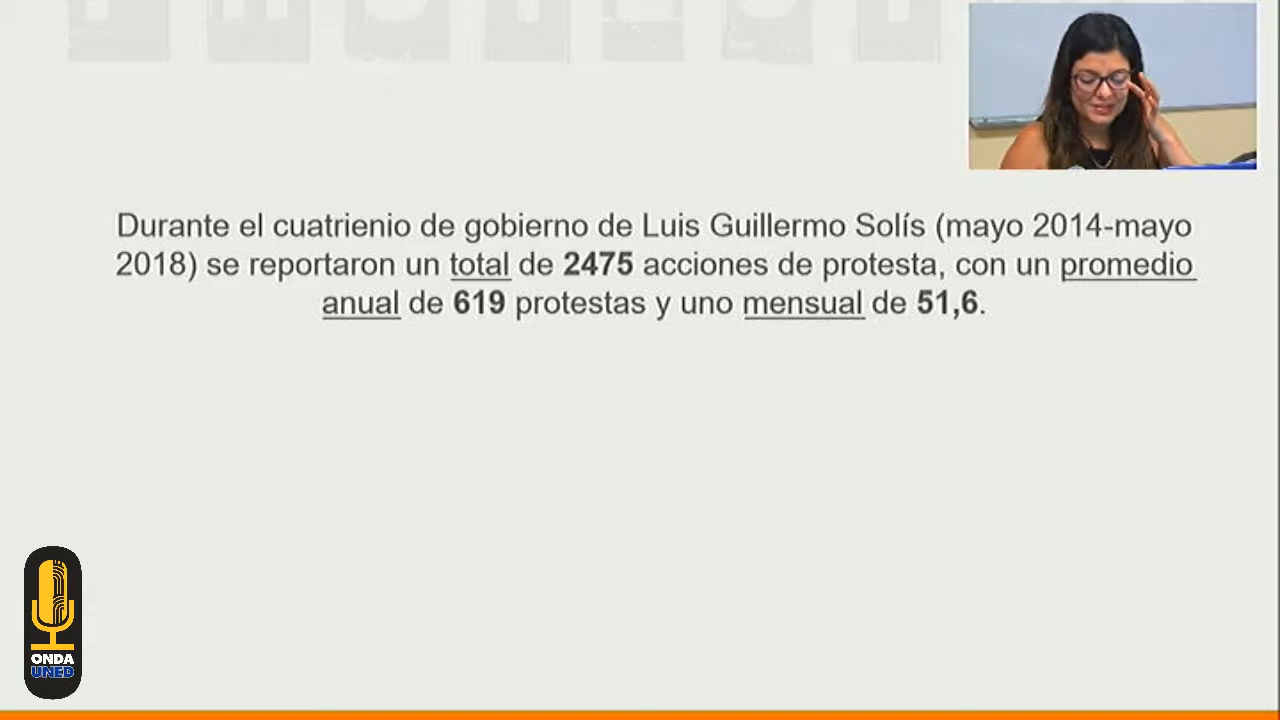 Durante el cuatrienio de gobierno de Luis Guillermo Solís (mayo 2014-mayo
2018) se reportaron un total de 2475 acciones de protesta, con un promedio
anual de 619 protestas y uno mensual de 51,6.
ONDA
UNED